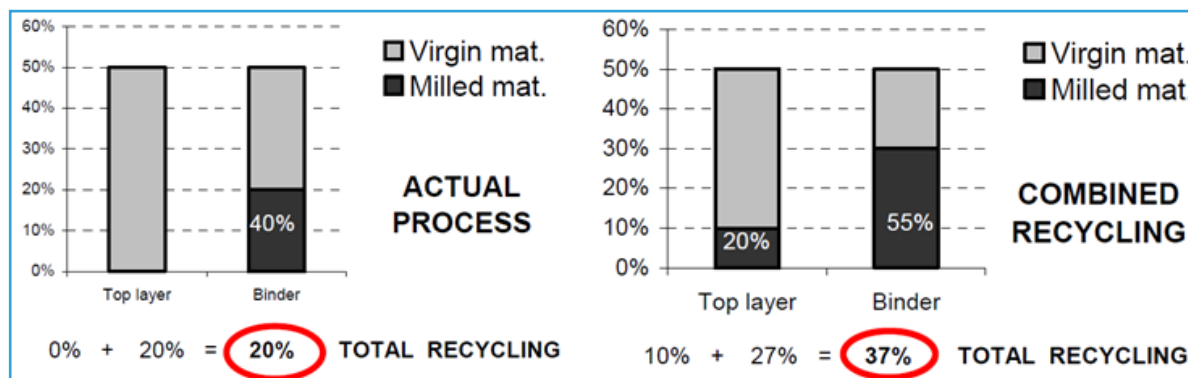 60%
50%
40%
30%
20%
10%
0%
Virgin mat.
Milled mat.
40%
ACTUAL
PROCESS
Top layer
Binder
0% + 20% = 20% TOTAL RECYCLING
60%
50%
40%
30%
20%
10%
0%
Virgin mat.
Milled mat.
20%
55%
COMBINED
RECYCLING
Top layer
Binder
10% + 27% = 37% TOTAL RECYCLING